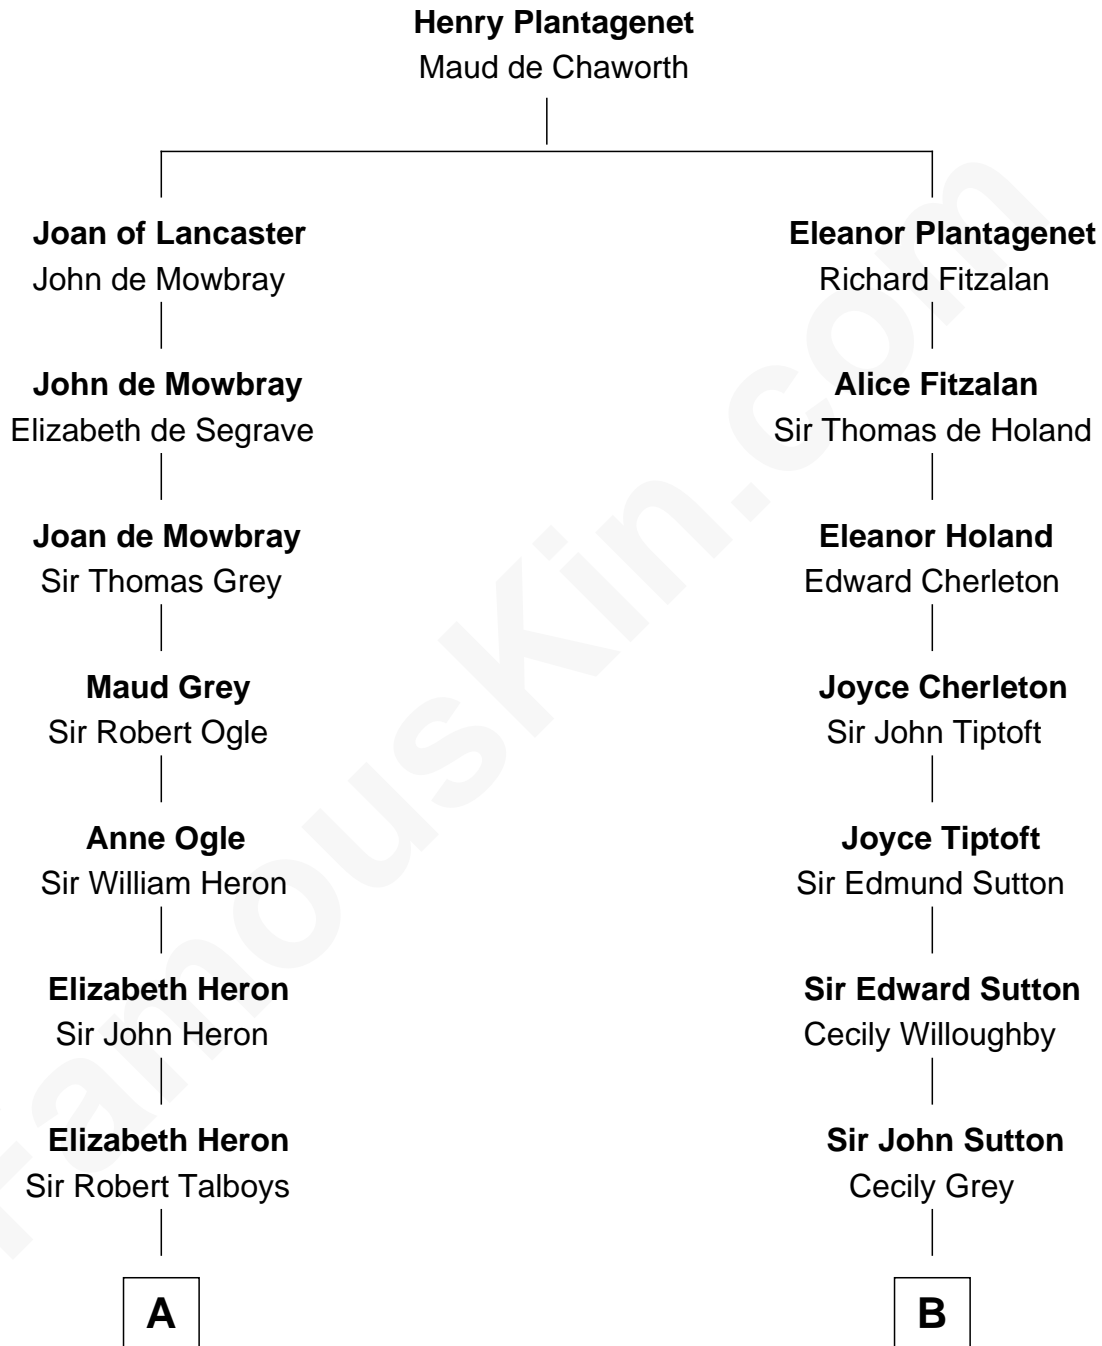 Henry Plantagenet
Maud de Chaworth
Joan of Lancaster
John de Mowbray
Eleanor Plantagenet
Richard Fitzalan
John de Mowbray
Elizabeth de Segrave
Alice Fitzalan
Sir Thomas de Holand
Joan de Mowbray
Sir Thomas Grey
Eleanor Holand
Edward Cherleton
Maud Grey
Sir Robert Ogle
Joyce Cherleton
Sir John Tiptoft
Anne Ogle
Sir William Heron
Joyce Tiptoft
Sir Edmund Sutton
Elizabeth Heron
Sir John Heron
Sir Edward Sutton
Cecily Willoughby
Elizabeth Heron
Sir Robert Talboys
Sir John Sutton
Cecily Grey
A
B
FamousKin.com